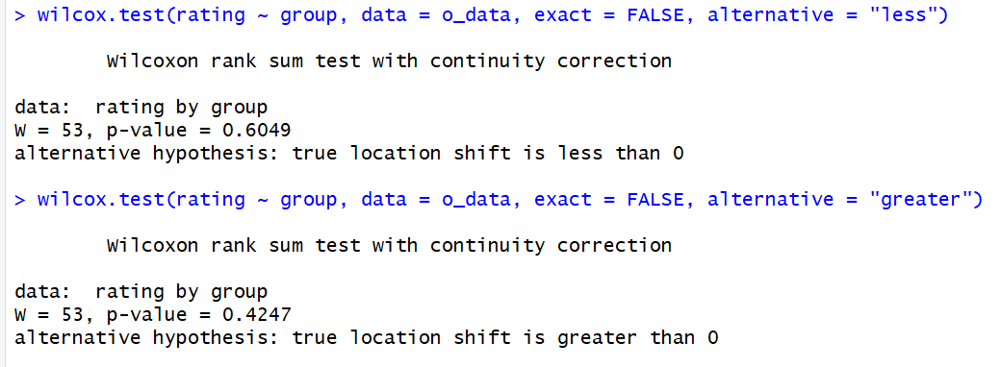 > wilcox.test(rating ~ group, data = o_data, exact = FALSE, alternative = "less")
Wilcoxon rank sum test with continuity correction
data:  rating by group
W = 53, p-value = 0.6049
alternative hypothesis: true location shift is less than 0
> wilcox.test(rating ~ group, data = o_data, exact = FALSE, alternative = "greater")
Wilcoxon rank sum test with continuity correction
data:  rating by group
W = 53, p-value = 0.4247
alternative hypothesis: true location shift is greater than 0